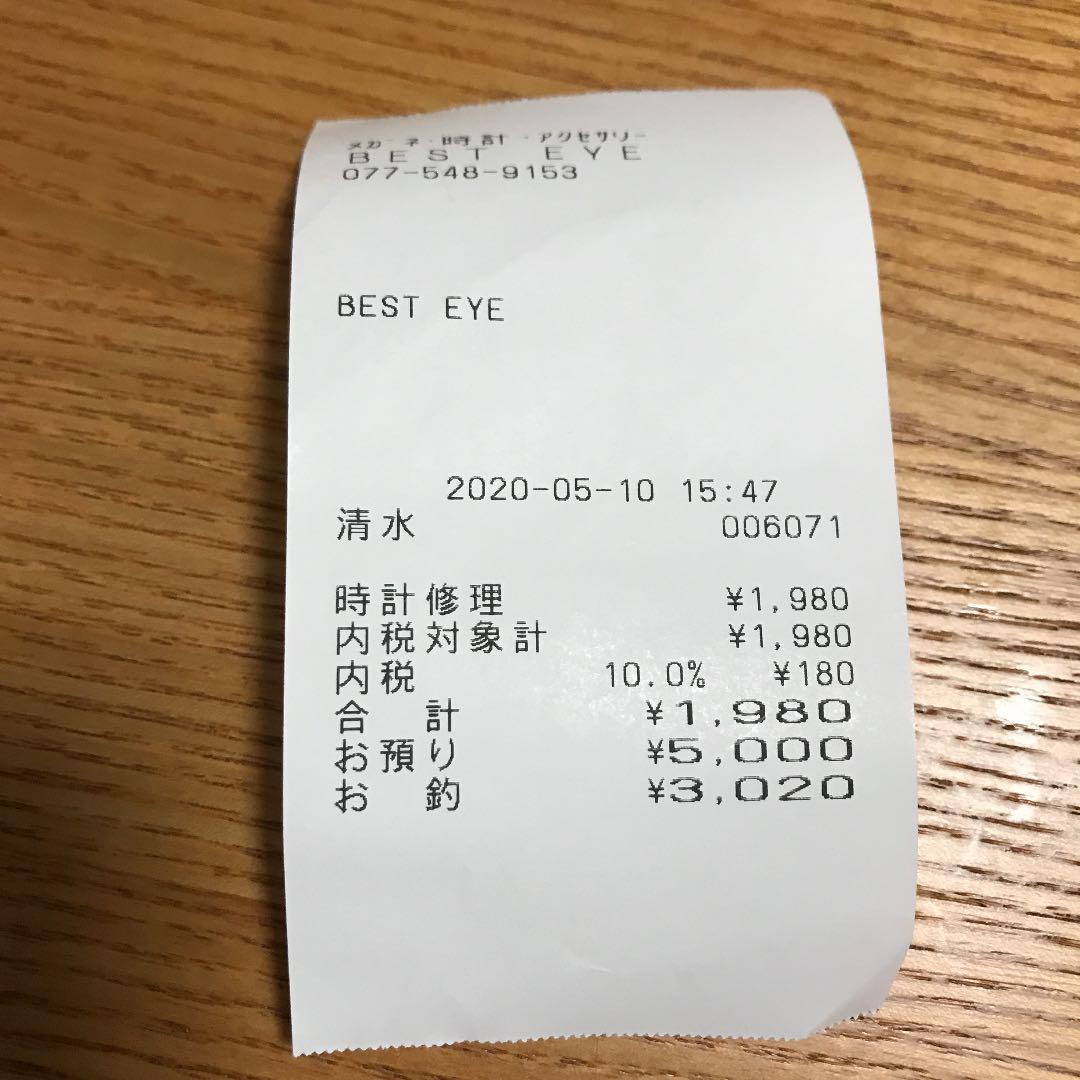 メガネ・時計・アクセサリー
BEST EYE
077-548-9153
BEST EYE
2020-05-10 15:47
清水 006071
時計修理 ¥1,980
内税対象計 ¥1,980
内税 10.0% ¥180
合 計 ¥1,980
お預り ¥5,000
お 釣 ¥3,020